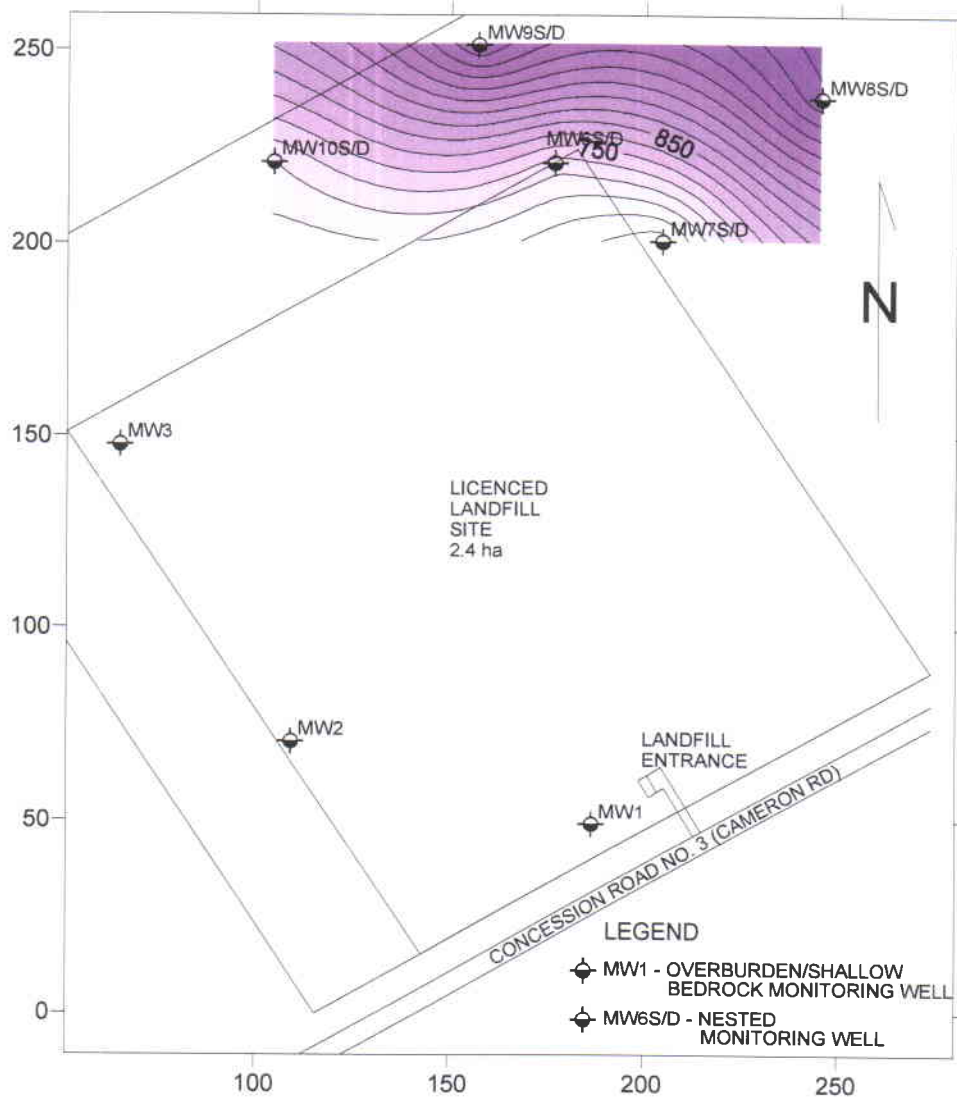 250
200
150
100
50
0
100
150
200
250
MW9S/D
MW8S/D
MW10S/D
MW6S/D
750
850
MW7S/D
N
MW3
LICENCED
LANDFILL
SITE
2.4 ha
MW2
LANDFILL
ENTRANCE
MW1
CONCESSION ROAD NO. 3 (CAMERON RD)
LEGEND
MW1 - OVERBURDEN/SHALLOW
BEDROCK MONITORING WELL
MW6S/D - NESTED
MONITORING WELL